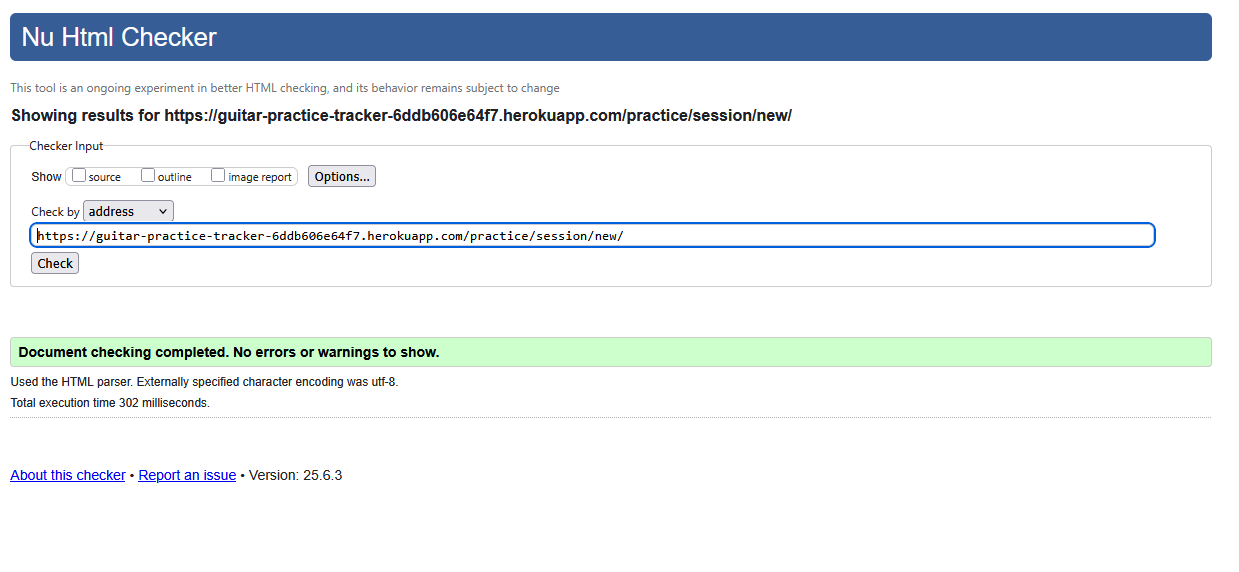 Nu Html Checker
This tool is an ongoing experiment in better HTML checking, and its behavior remains subject to change
Showing results for https://guitar-practice-tracker-6ddb606e64f7.herokuapp.com/practice/session/new/
Checker Input
Show source outline image report Options...
Check by address
https://guitar-practice-tracker-6ddb606e64f7.herokuapp.com/practice/session/new/
Check
Document checking completed. No errors or warnings to show.
Used the HTML parser. Externally specified character encoding was utf-8.
Total execution time 302 milliseconds.
About this checker • Report an issue • Version: 25.6.3